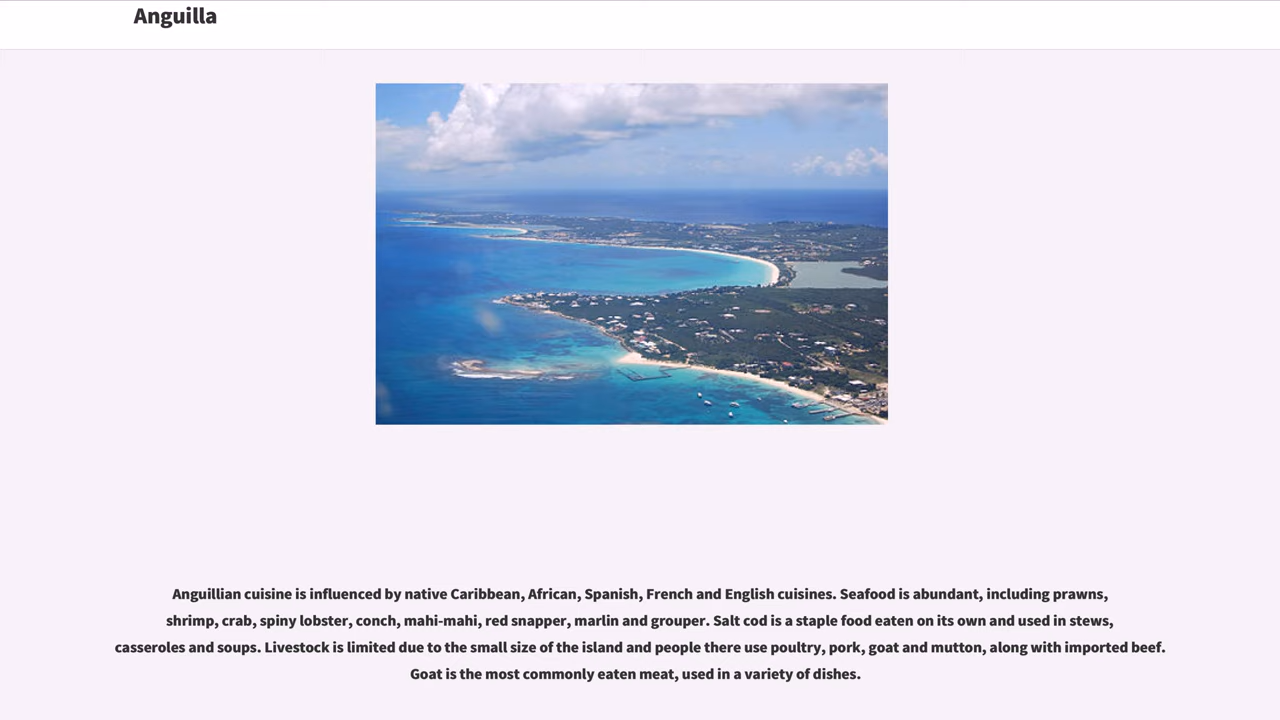 Anguilla
Anguillian cuisine is influenced by native Caribbean, African, Spanish, French and English cuisines. Seafood is abundant, including prawns,
shrimp, crab, spiny lobster, conch, mahi-mahi, red snapper, marlin and grouper. Salt cod is a staple food eaten on its own and used in stews,
casseroles and soups. Livestock is limited due to the small size of the island and people there use poultry, pork, goat and mutton, along with imported beef.
Goat is the most commonly eaten meat, used in a variety of dishes.